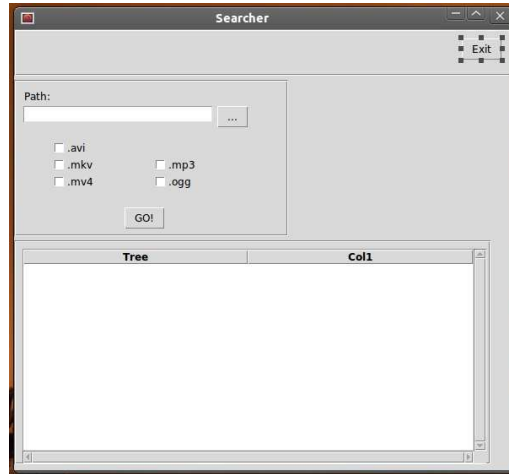 Searcher
Exit
Path:
...
.avi
.mkv .mp3
.mv4 .ogg
GO!
Tree Col1